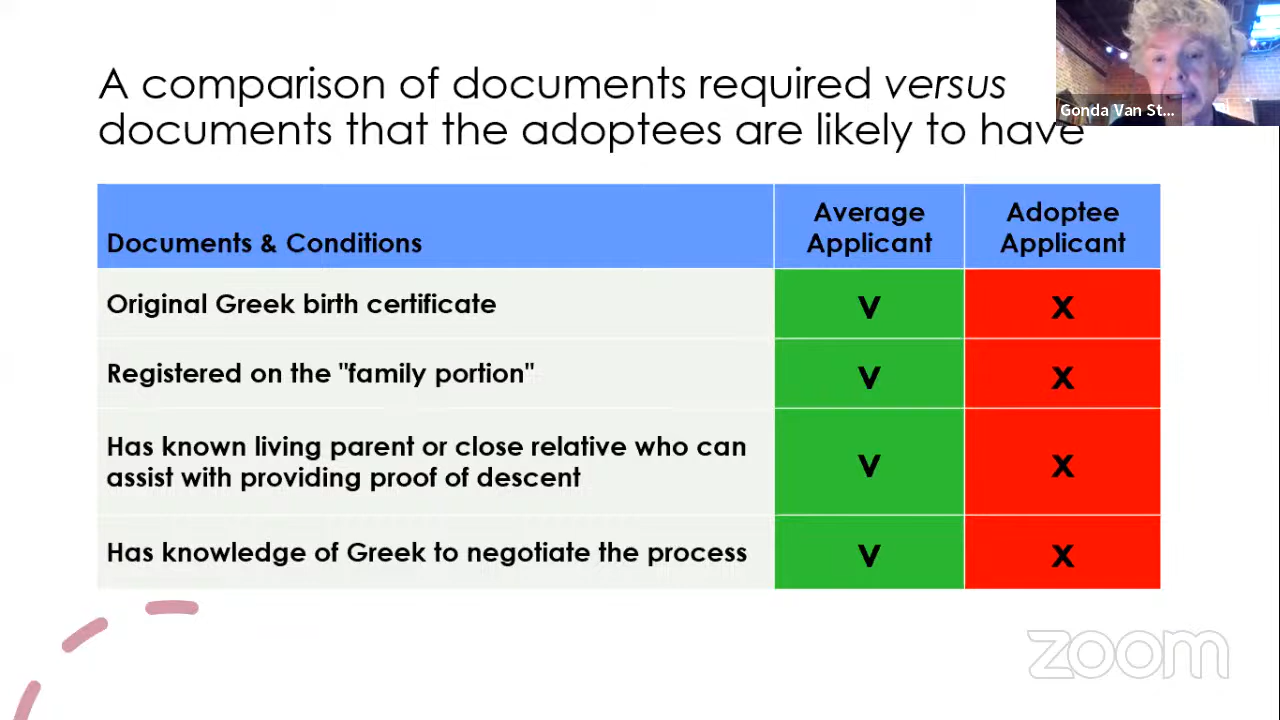 A comparison of documents required versus
documents that the adoptees are likely to have
Gonda Van St...
Documents & Conditions
Average
Applicant
Adoptee
Applicant
Original Greek birth certificate
v
x
Registered on the "family portion"
v
x
Has known living parent or close relative who can
assist with providing proof of descent
v
x
Has knowledge of Greek to negotiate the process
v
x
zoom